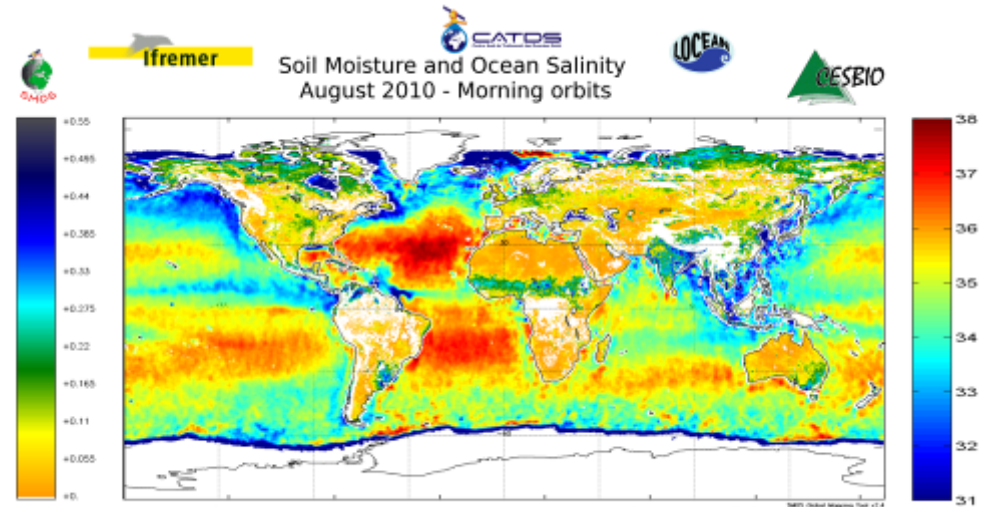 SMOS
Ifremer
CATDS
LOCEAN
CESBIO
Soil Moisture and Ocean Salinity
August 2010 - Morning orbits
+0.55
+0.495
+0.44
+0.385
+0.33
+0.275
+0.22
+0.165
+0.11
+0.055
+0.
38
37
36
35
34
33
32
31